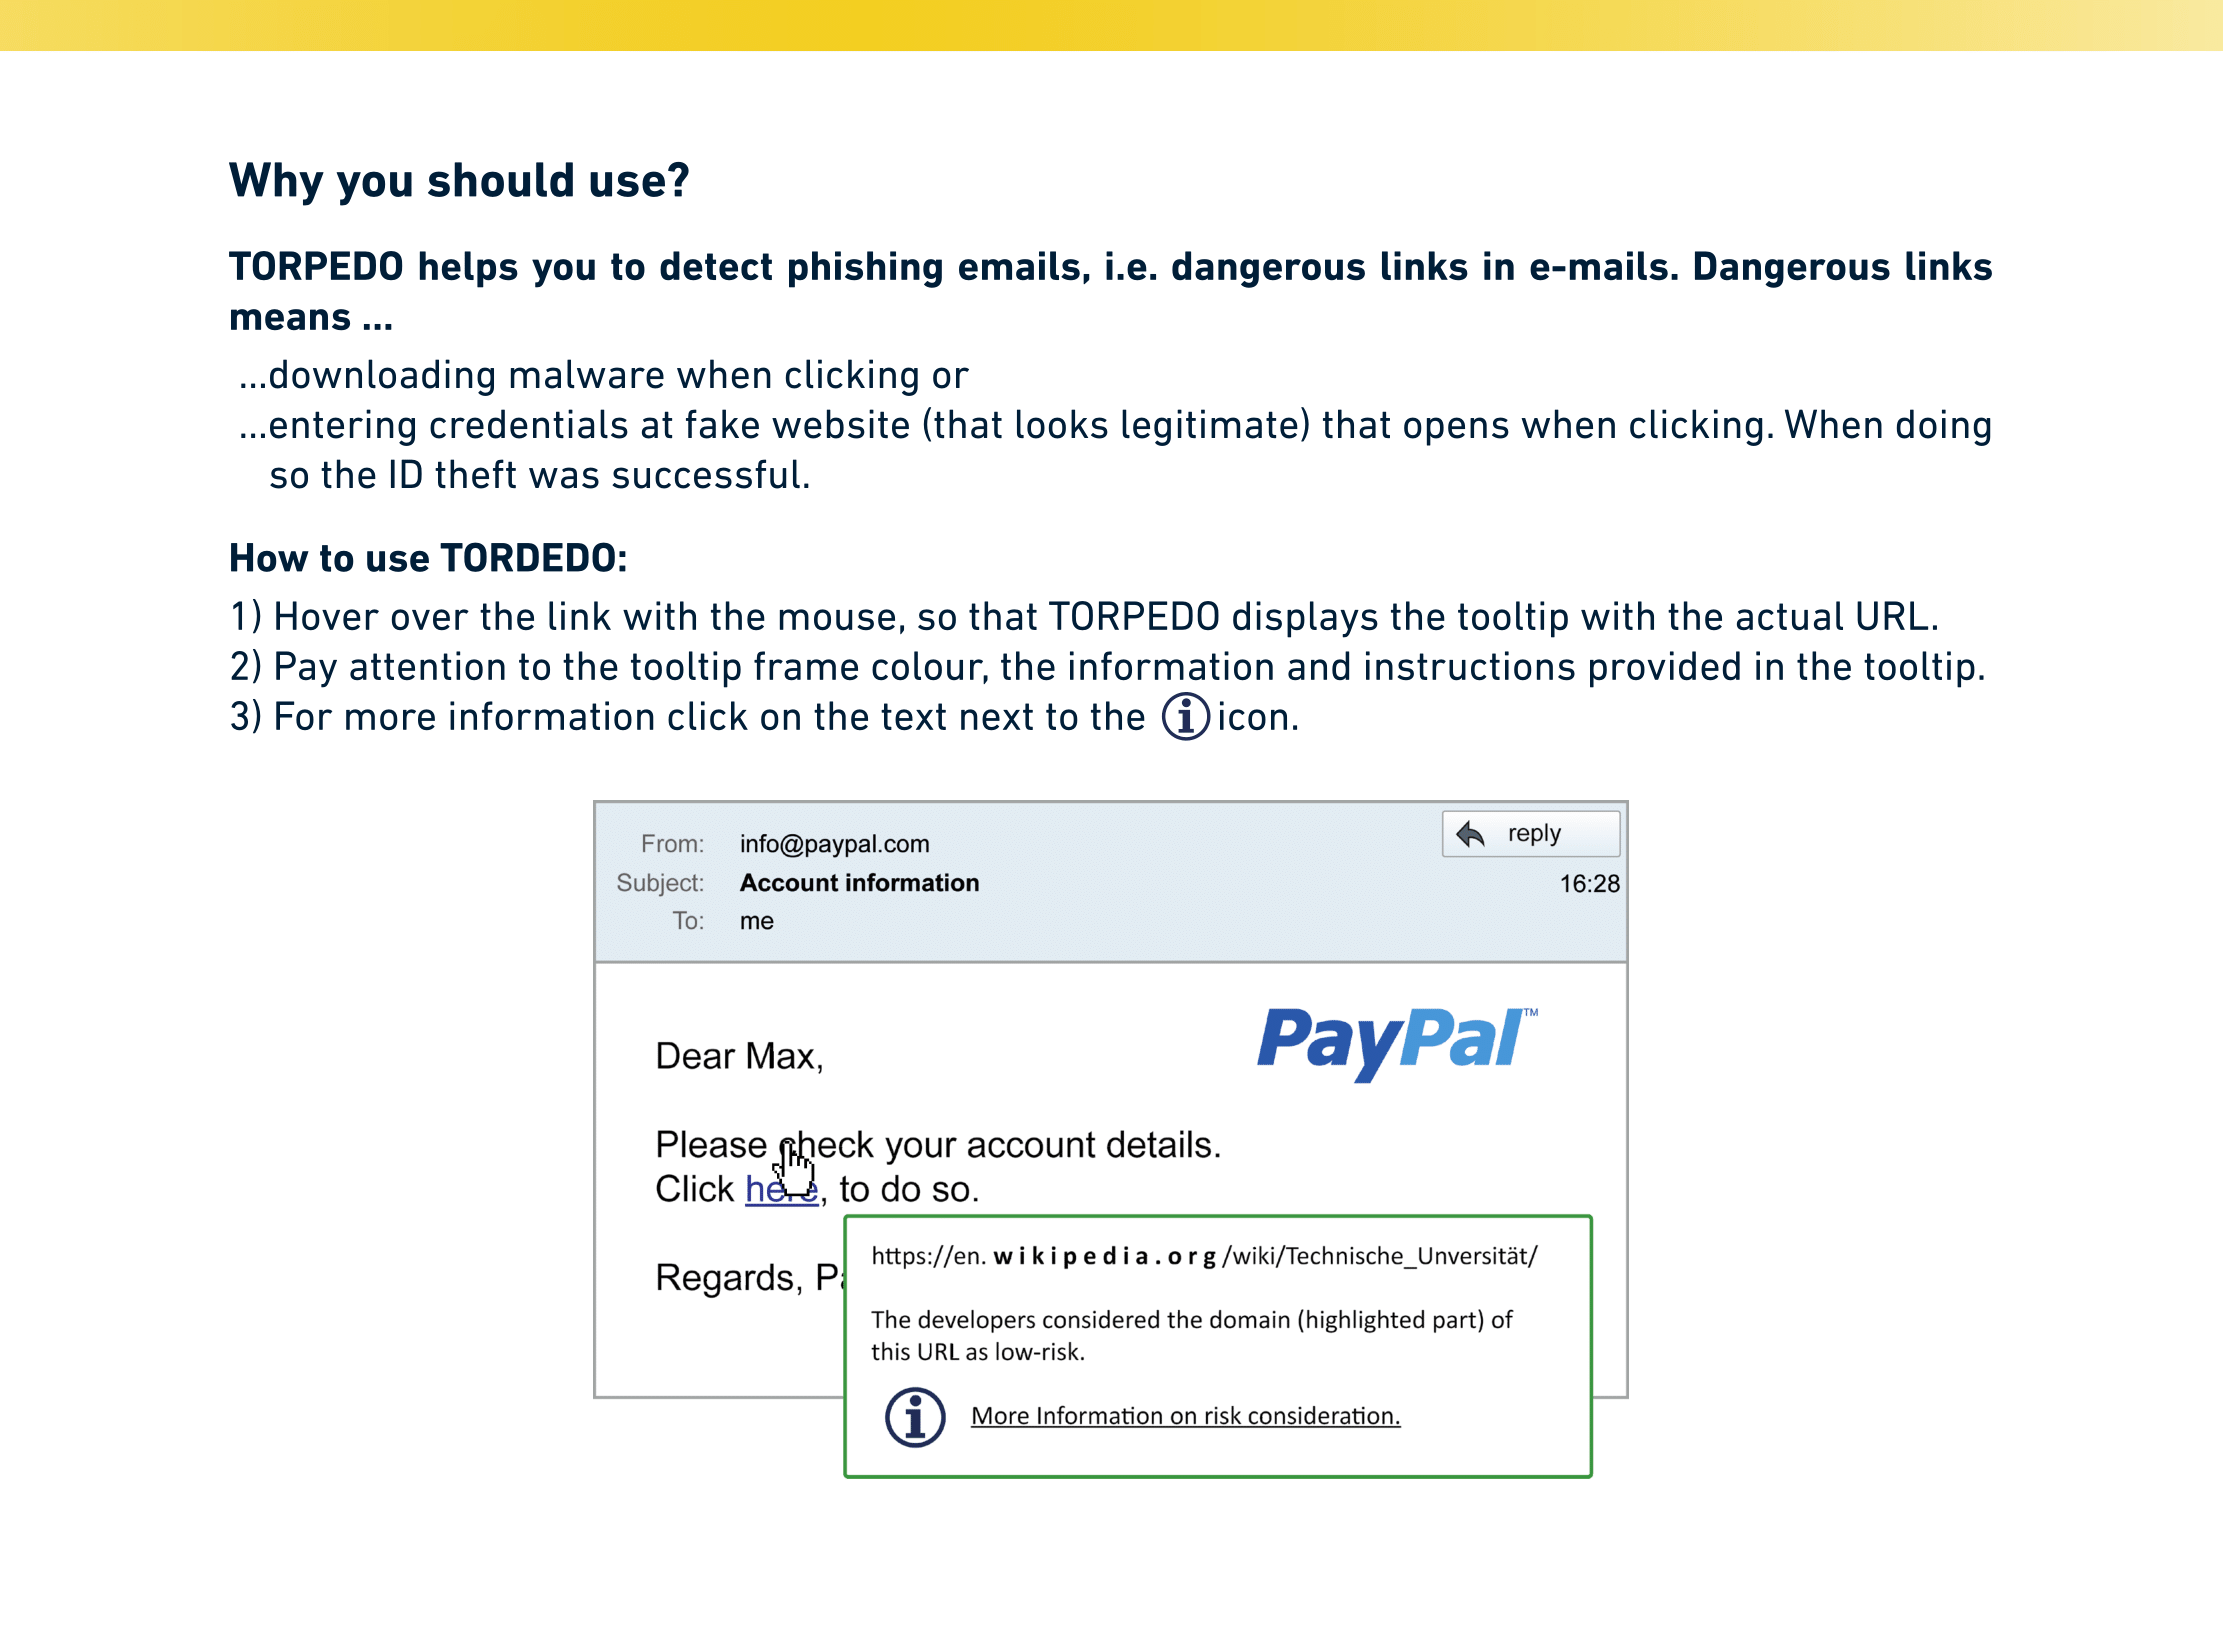 Why you should use?
TORPEDO helps you to detect phishing emails, i.e. dangerous links in e-mails. Dangerous links
means ...
...downloading malware when clicking or
...entering credentials at fake website (that looks legitimate) that opens when clicking. When doing
so the ID theft was successful.
How to use TORDEDO:
1) Hover over the link with the mouse, so that TORPEDO displays the tooltip with the actual URL.
2) Pay attention to the tooltip frame colour, the information and instructions provided in the tooltip.
3) For more information click on the text next to the i icon.
reply
From: info@paypal.com
Subject: Account information 16:28
To: me
PayPal™
Dear Max,
Please check your account details.
Click here, to do so.
Regards,
https://en.wikipedia.org/wiki/Technische_Unversität/
The developers considered the domain (highlighted part) of
this URL as low-risk.
i More Information on risk consideration.